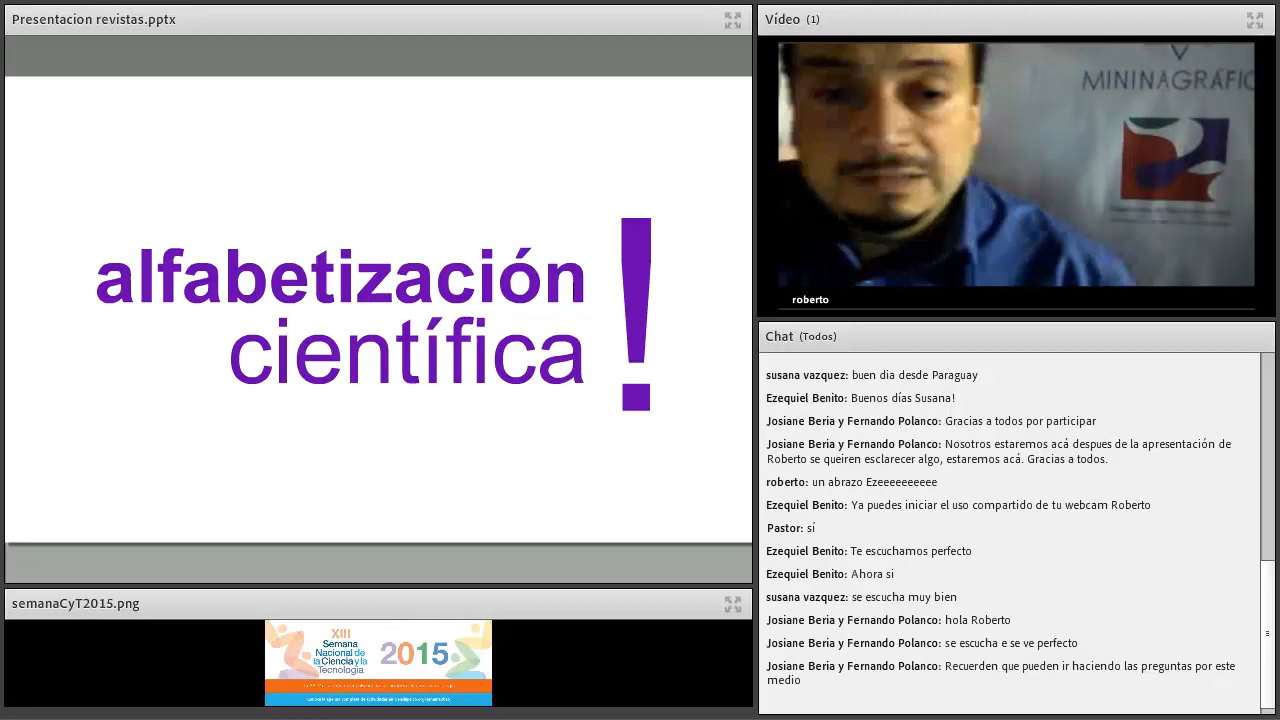 Presentacion revistas.pptx
alfabetización
científica
!
semanaCyT2015.png
XIII
Semana
Nacional de
la Ciencia y la
Tecnología
2015
Vídeo (1)
MININAGRÁFIC
roberto
Chat (Todos)
susana vazquez: buen dia desde Paraguay
Ezequiel Benito: Buenos días Susana!
Josiane Beria y Fernando Polanco: Gracias a todos por participar
Josiane Beria y Fernando Polanco: Nosotros estaremos acá despues de la apresentación de
Roberto se queiren esclarecer algo, estaremos acá. Gracias a todos.
roberto: un abrazo Ezeeeeeeeeee
Ezequiel Benito: Ya puedes iniciar el uso compartido de tu webcam Roberto
Pastor: sí
Ezequiel Benito: Te escuchamos perfecto
Ezequiel Benito: Ahora si
susana vazquez: se escucha muy bien
Josiane Beria y Fernando Polanco: hola Roberto
Josiane Beria y Fernando Polanco: se escucha e se ve perfecto
Josiane Beria y Fernando Polanco: Recuerden que pueden ir haciendo las preguntas por este
medio